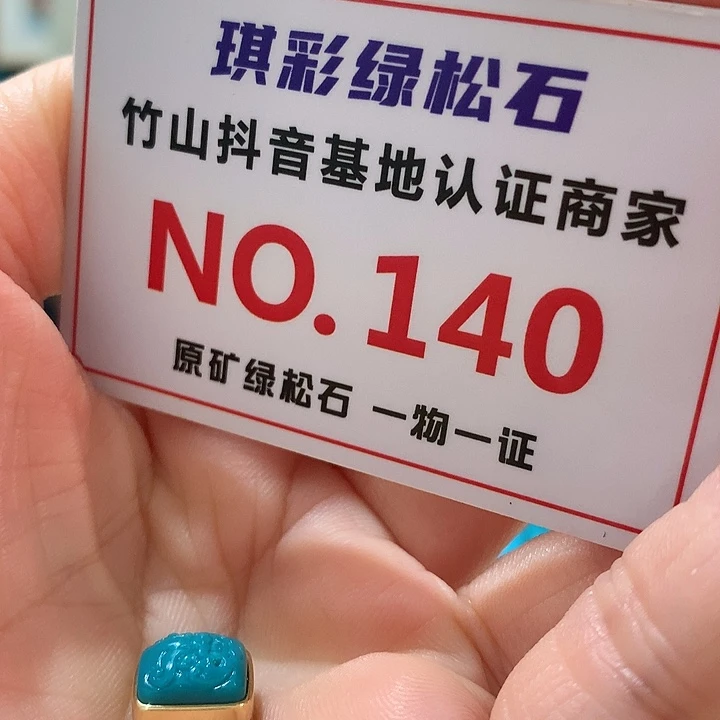 琪彩绿松石
竹山抖音基地认证商家
NO.140
原矿绿松石 一物一证